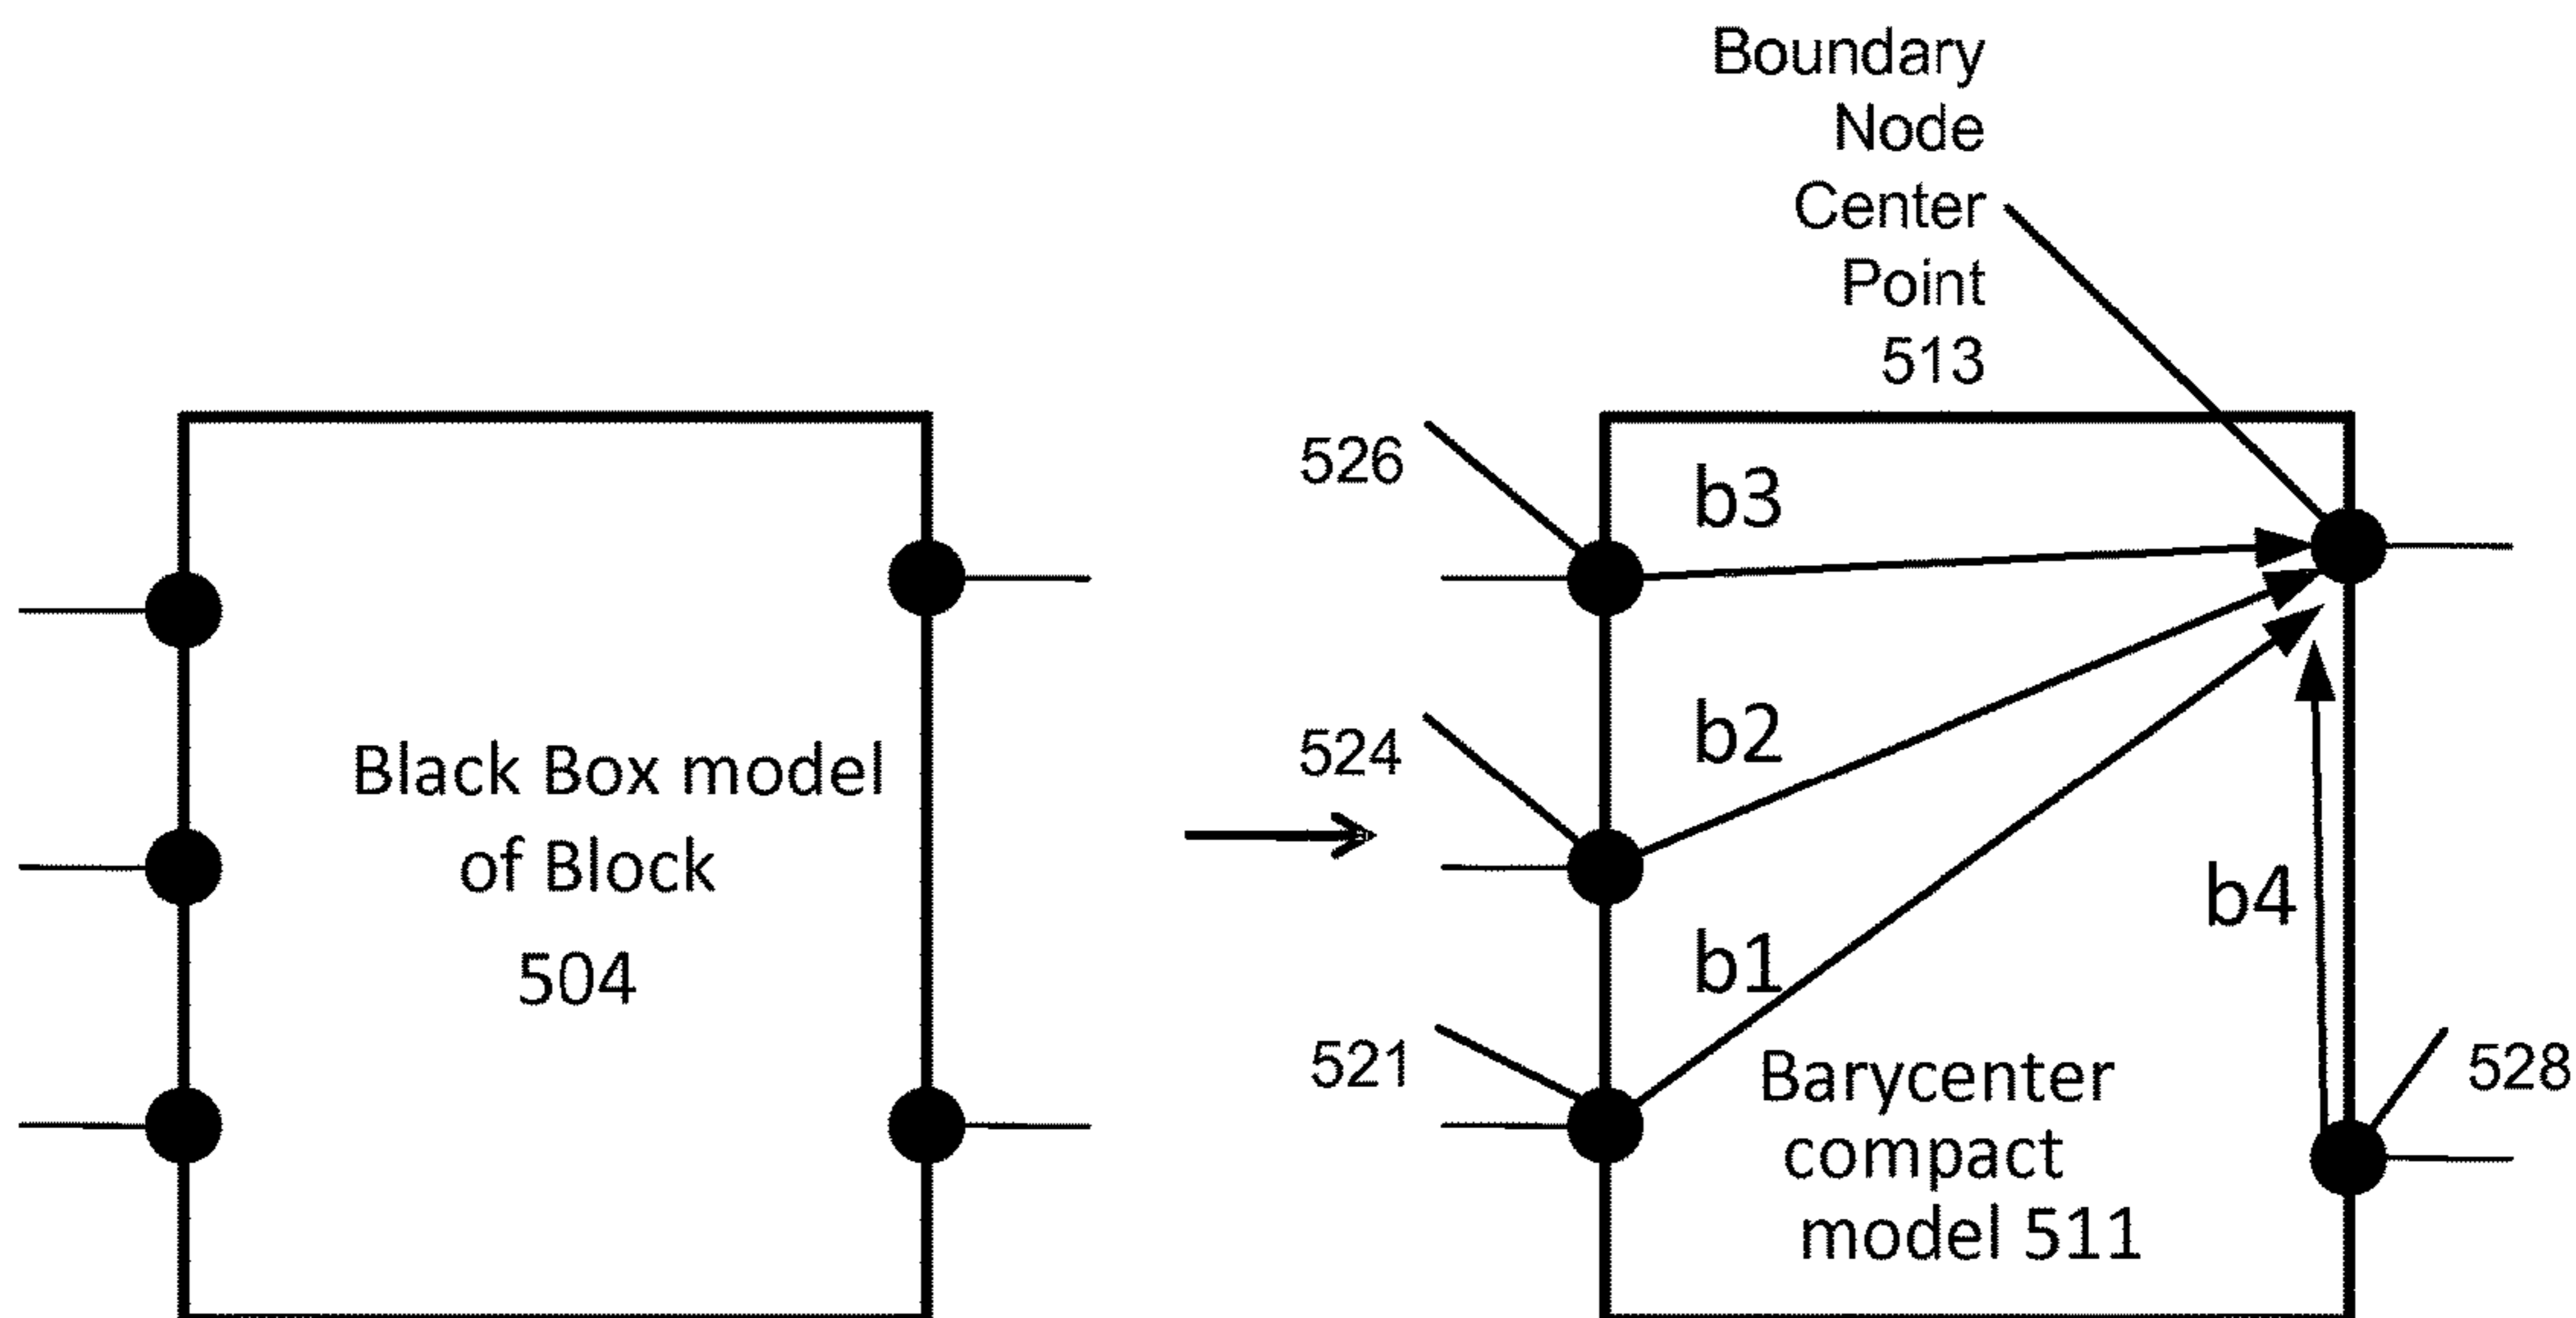 Black Box model
of Block
504
Boundary
Node
Center
Point
513
526
b3
524
b2
b4
b1
521
528
Barycenter
compact
model 511